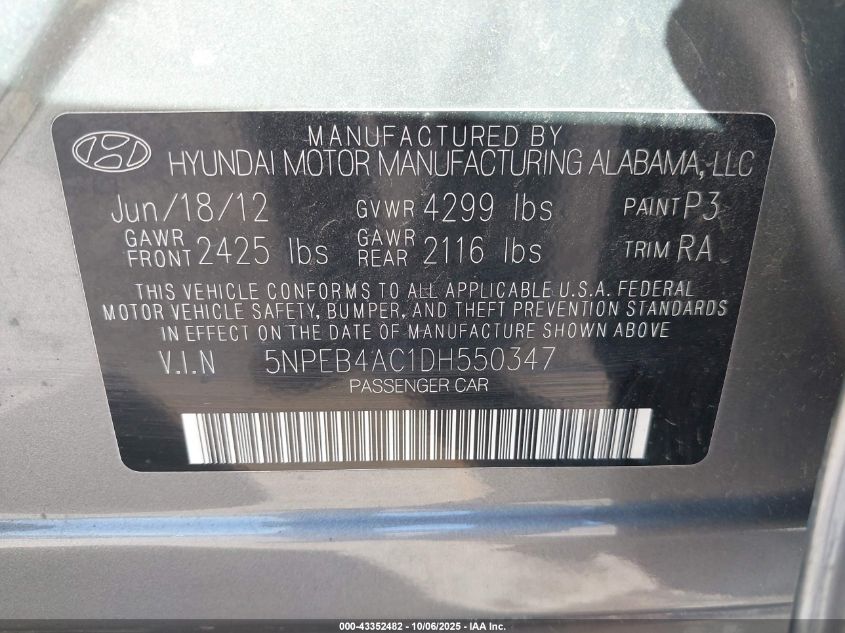 MANUFACTURED BY
HYUNDAI MOTOR MANUFACTURING ALABAMA, LLC
Jun/18/12 GVWR 4299 lbs PAINT P3
GAWR FRONT 2425 lbs GAWR REAR 2116 lbs TRIM RA
THIS VEHICLE CONFORMS TO ALL APPLICABLE U.S.A. FEDERAL
MOTOR VEHICLE SAFETY, BUMPER, AND THEFT PREVENTION STANDARDS
IN EFFECT ON THE DATE OF MANUFACTURE SHOWN ABOVE
V.I.N 5NPEB4AC1DH550347
PASSENGER CAR
000-43352482 - 10/06/2025 - IAA Inc.